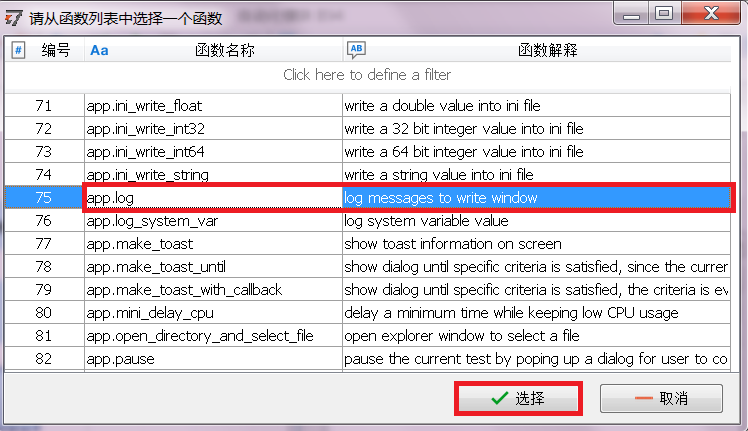 请从函数列表中选择一个函数
# 编号 Aa 函数名称 AB 函数解释
Click here to define a filter
71 app.ini_write_float write a double value into ini file
72 app.ini_write_int32 write a 32 bit integer value into ini file
73 app.ini_write_int64 write a 64 bit integer value into ini file
74 app.ini_write_string write a string value into ini file
75 app.log log messages to write window
76 app.log_system_var log system variable value
77 app.make_toast show toast information on screen
78 app.make_toast_until show dialog until specific criteria is satisfied, since the curren
79 app.make_toast_with_callback show dialog until specific criteria is satisfied, the criteria is ev
80 app.mini_delay_cpu delay a minimum time while keeping low CPU usage
81 app.open_directory_and_select_file open explorer window to select a file
82 app.pause pause the current test by poping up a dialog for user to co
选择 取消